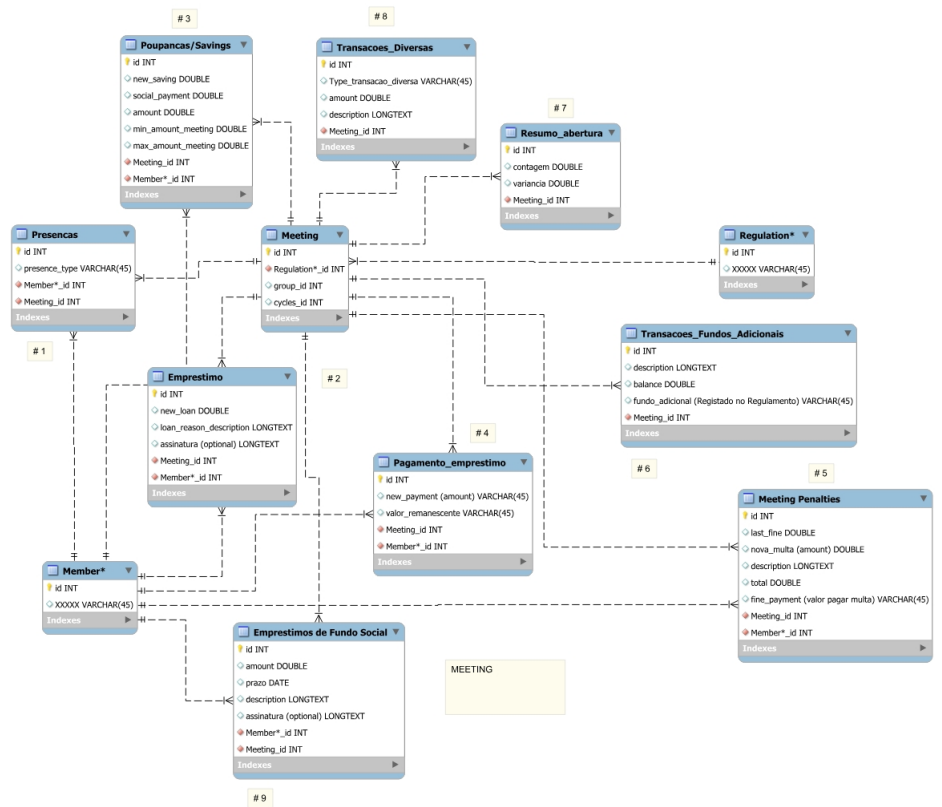 # 3
Poupancas/Savings
id INT
new_saving DOUBLE
social_payment DOUBLE
amount DOUBLE
min_amount_meeting DOUBLE
max_amount_meeting DOUBLE
Meeting_id INT
Member*_id INT
Indexes
# 8
Transacoes_Diversas
id INT
Type_transacao_diversa VARCHAR(45)
amount DOUBLE
description LONGTEXT
Meeting_id INT
Indexes
# 7
Resumo_abertura
id INT
contagem DOUBLE
variancia DOUBLE
Meeting_id INT
Indexes
Presencas
id INT
presence_type VARCHAR(45)
Member*_id INT
Meeting_id INT
Indexes
# 1
Meeting
id INT
Regulation*_id INT
group_id INT
cycles_id INT
Indexes
Regulation*
id INT
XXXXX VARCHAR(45)
Indexes
Transacoes_Fundos_Adicionais
id INT
description LONGTEXT
balance DOUBLE
fundo_adicional (Registado no Regulamento) VARCHAR(45)
Meeting_id INT
Indexes
# 6
Emprestimo
id INT
new_loan DOUBLE
loan_reason_description LONGTEXT
assinatura (optional) LONGTEXT
Meeting_id INT
Member*_id INT
Indexes
# 2
# 4
Pagamento_emprestimo
id INT
new_payment (amount) VARCHAR(45)
valor_remanescente VARCHAR(45)
Meeting_id INT
Member*_id INT
Indexes
# 5
Meeting Penalties
id INT
last_fine DOUBLE
nova_multa (amount) DOUBLE
description LONGTEXT
total DOUBLE
fine_payment (valor pagar multa) VARCHAR(45)
Meeting_id INT
Member*_id INT
Indexes
Member*
id INT
XXXXX VARCHAR(45)
Indexes
Emprestimos de Fundo Social
id INT
amount DOUBLE
prazo DATE
description LONGTEXT
assinatura (optional) LONGTEXT
Member*_id INT
Meeting_id INT
Indexes
# 9
MEETING